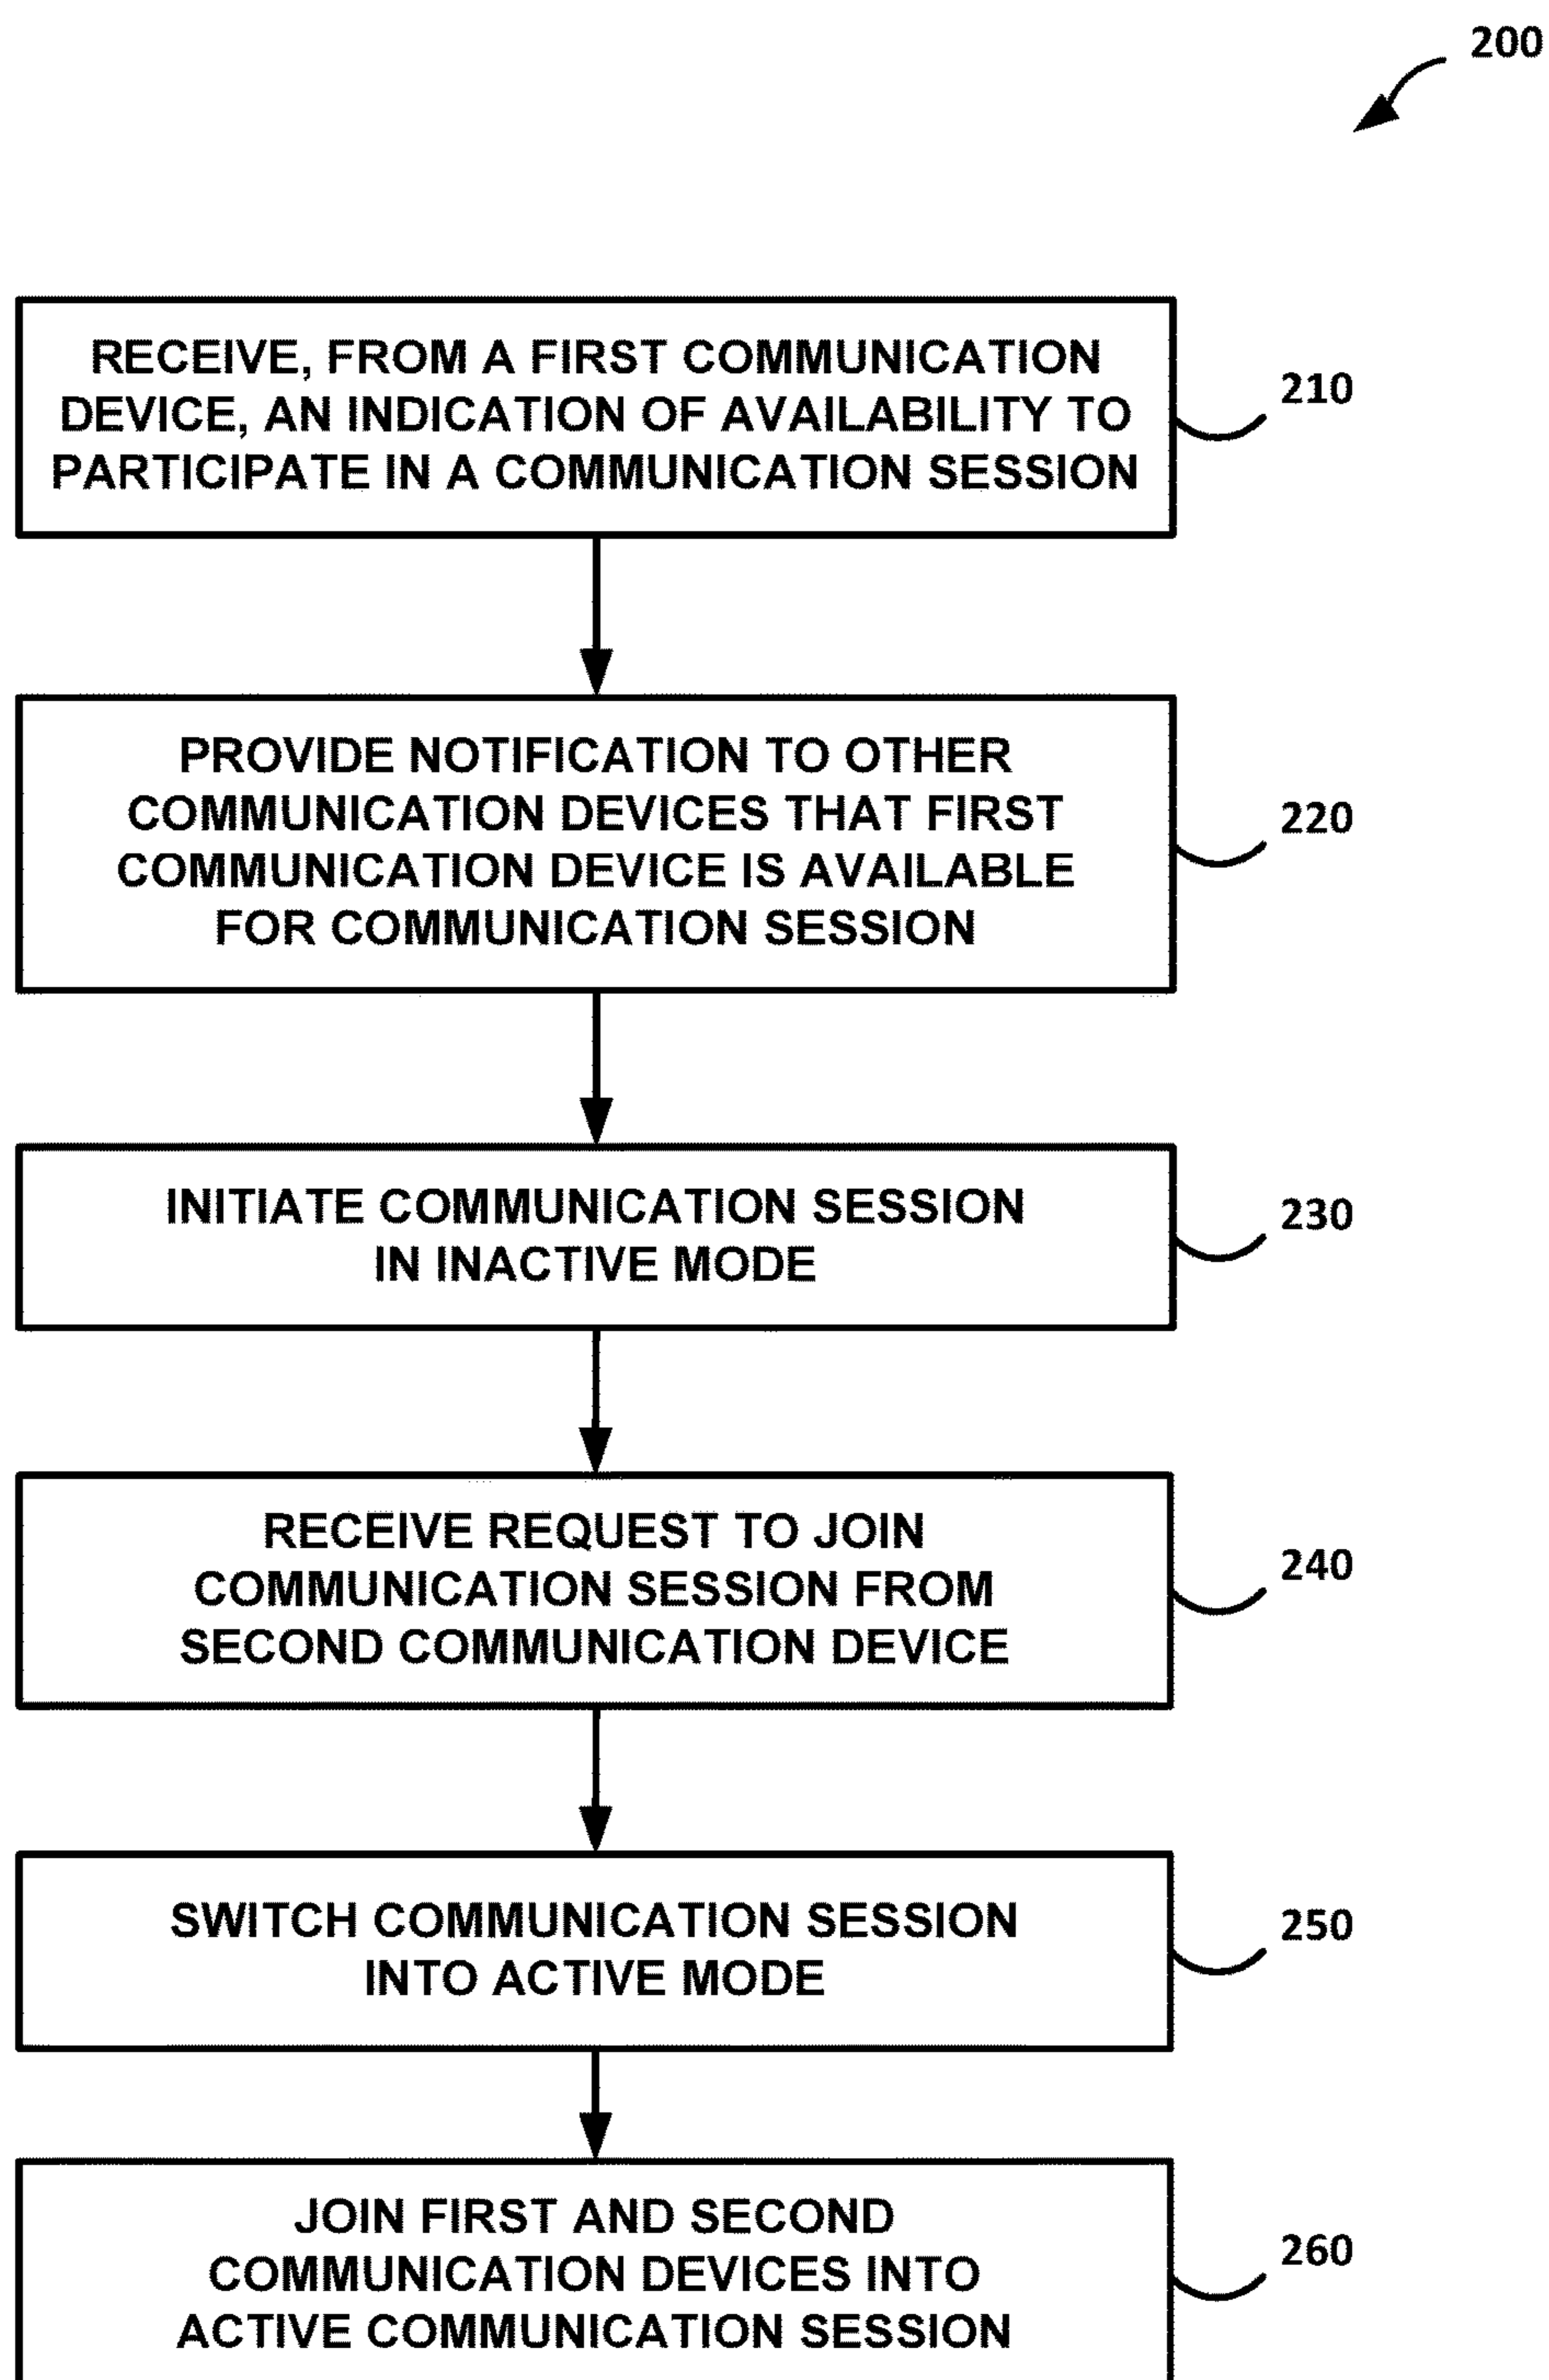 200
RECEIVE, FROM A FIRST COMMUNICATION
DEVICE, AN INDICATION OF AVAILABILITY TO
PARTICIPATE IN A COMMUNICATION SESSION
210
PROVIDE NOTIFICATION TO OTHER
COMMUNICATION DEVICES THAT FIRST
COMMUNICATION DEVICE IS AVAILABLE
FOR COMMUNICATION SESSION
220
INITIATE COMMUNICATION SESSION
IN INACTIVE MODE
230
RECEIVE REQUEST TO JOIN
COMMUNICATION SESSION FROM
SECOND COMMUNICATION DEVICE
240
SWITCH COMMUNICATION SESSION
INTO ACTIVE MODE
250
JOIN FIRST AND SECOND
COMMUNICATION DEVICES INTO
ACTIVE COMMUNICATION SESSION
260